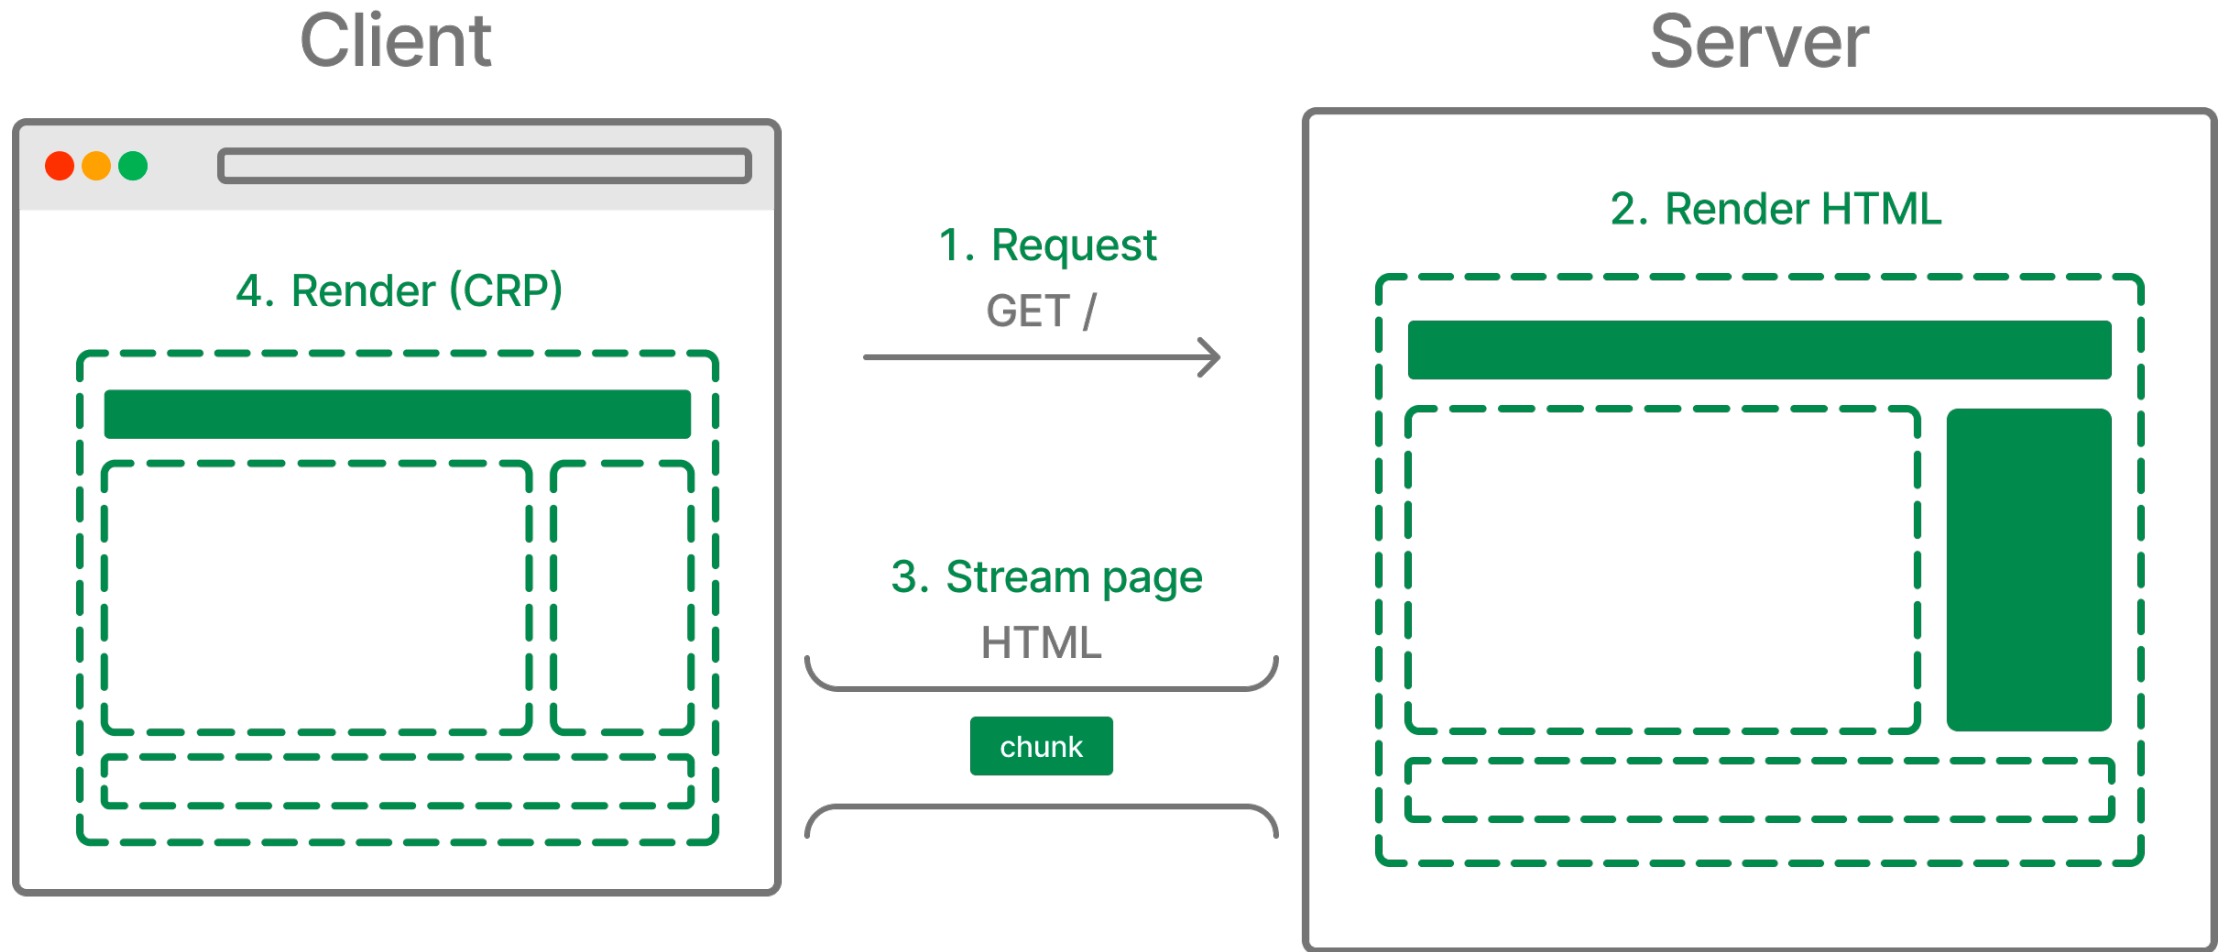 Client
Server
1. Request
GET /
2. Render HTML
3. Stream page
HTML
chunk
4. Render (CRP)